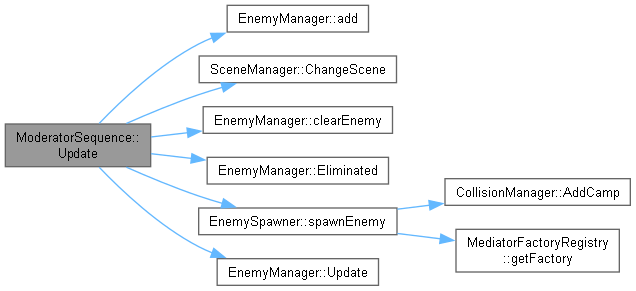 ModeratorSequence::
Update
EnemyManager::add
SceneManager::ChangeScene
EnemyManager::clearEnemy
EnemyManager::Eliminated
EnemySpawner::spawnEnemy
EnemyManager::Update
CollisionManager::AddCamp
MediatorFactoryRegistry
::getFactory